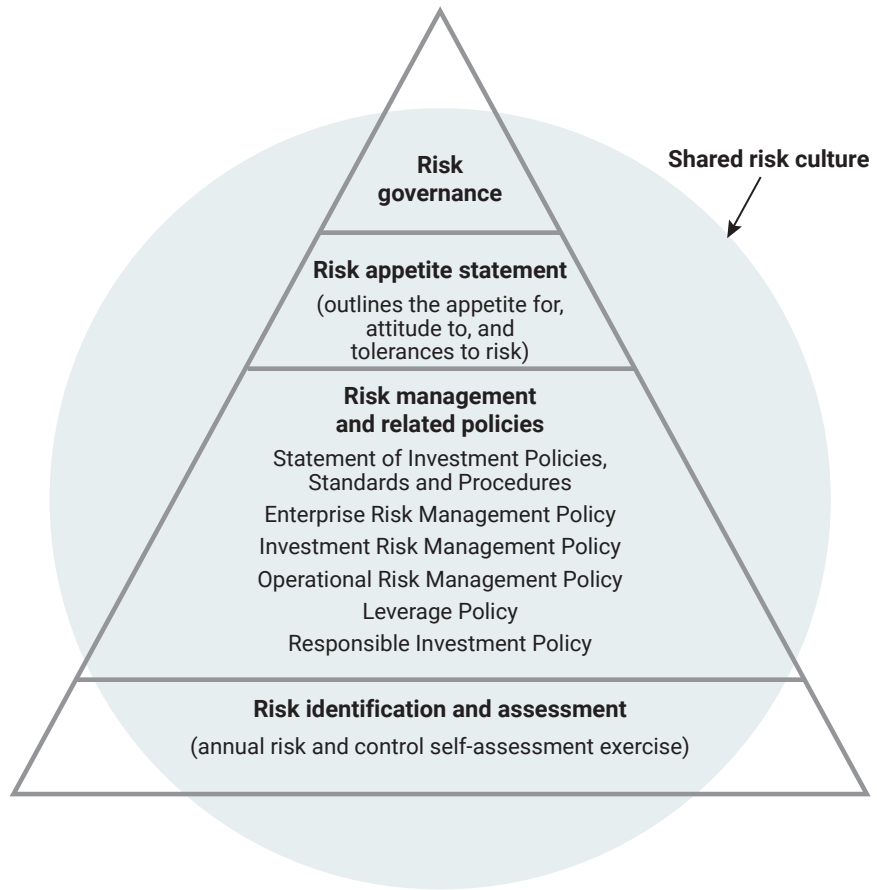 Risk
governance
Shared risk culture
Risk appetite statement
(outlines the appetite for,
attitude to, and
tolerances to risk)
Risk management
and related policies
Statement of Investment Policies,
Standards and Procedures
Enterprise Risk Management Policy
Investment Risk Management Policy
Operational Risk Management Policy
Leverage Policy
Responsible Investment Policy
Risk identification and assessment
(annual risk and control self-assessment exercise)